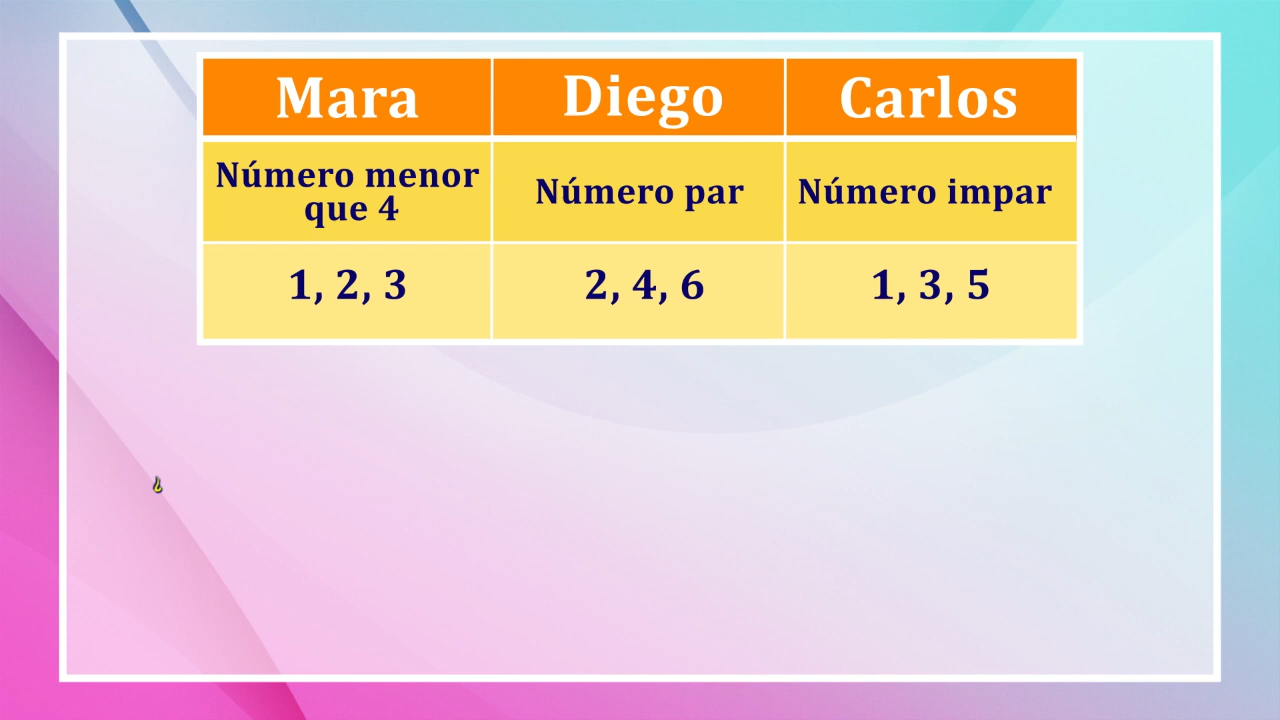 Mara Diego Carlos
Número menor
que 4
Número par
Número impar
1, 2, 3
2, 4, 6
1, 3, 5
¿